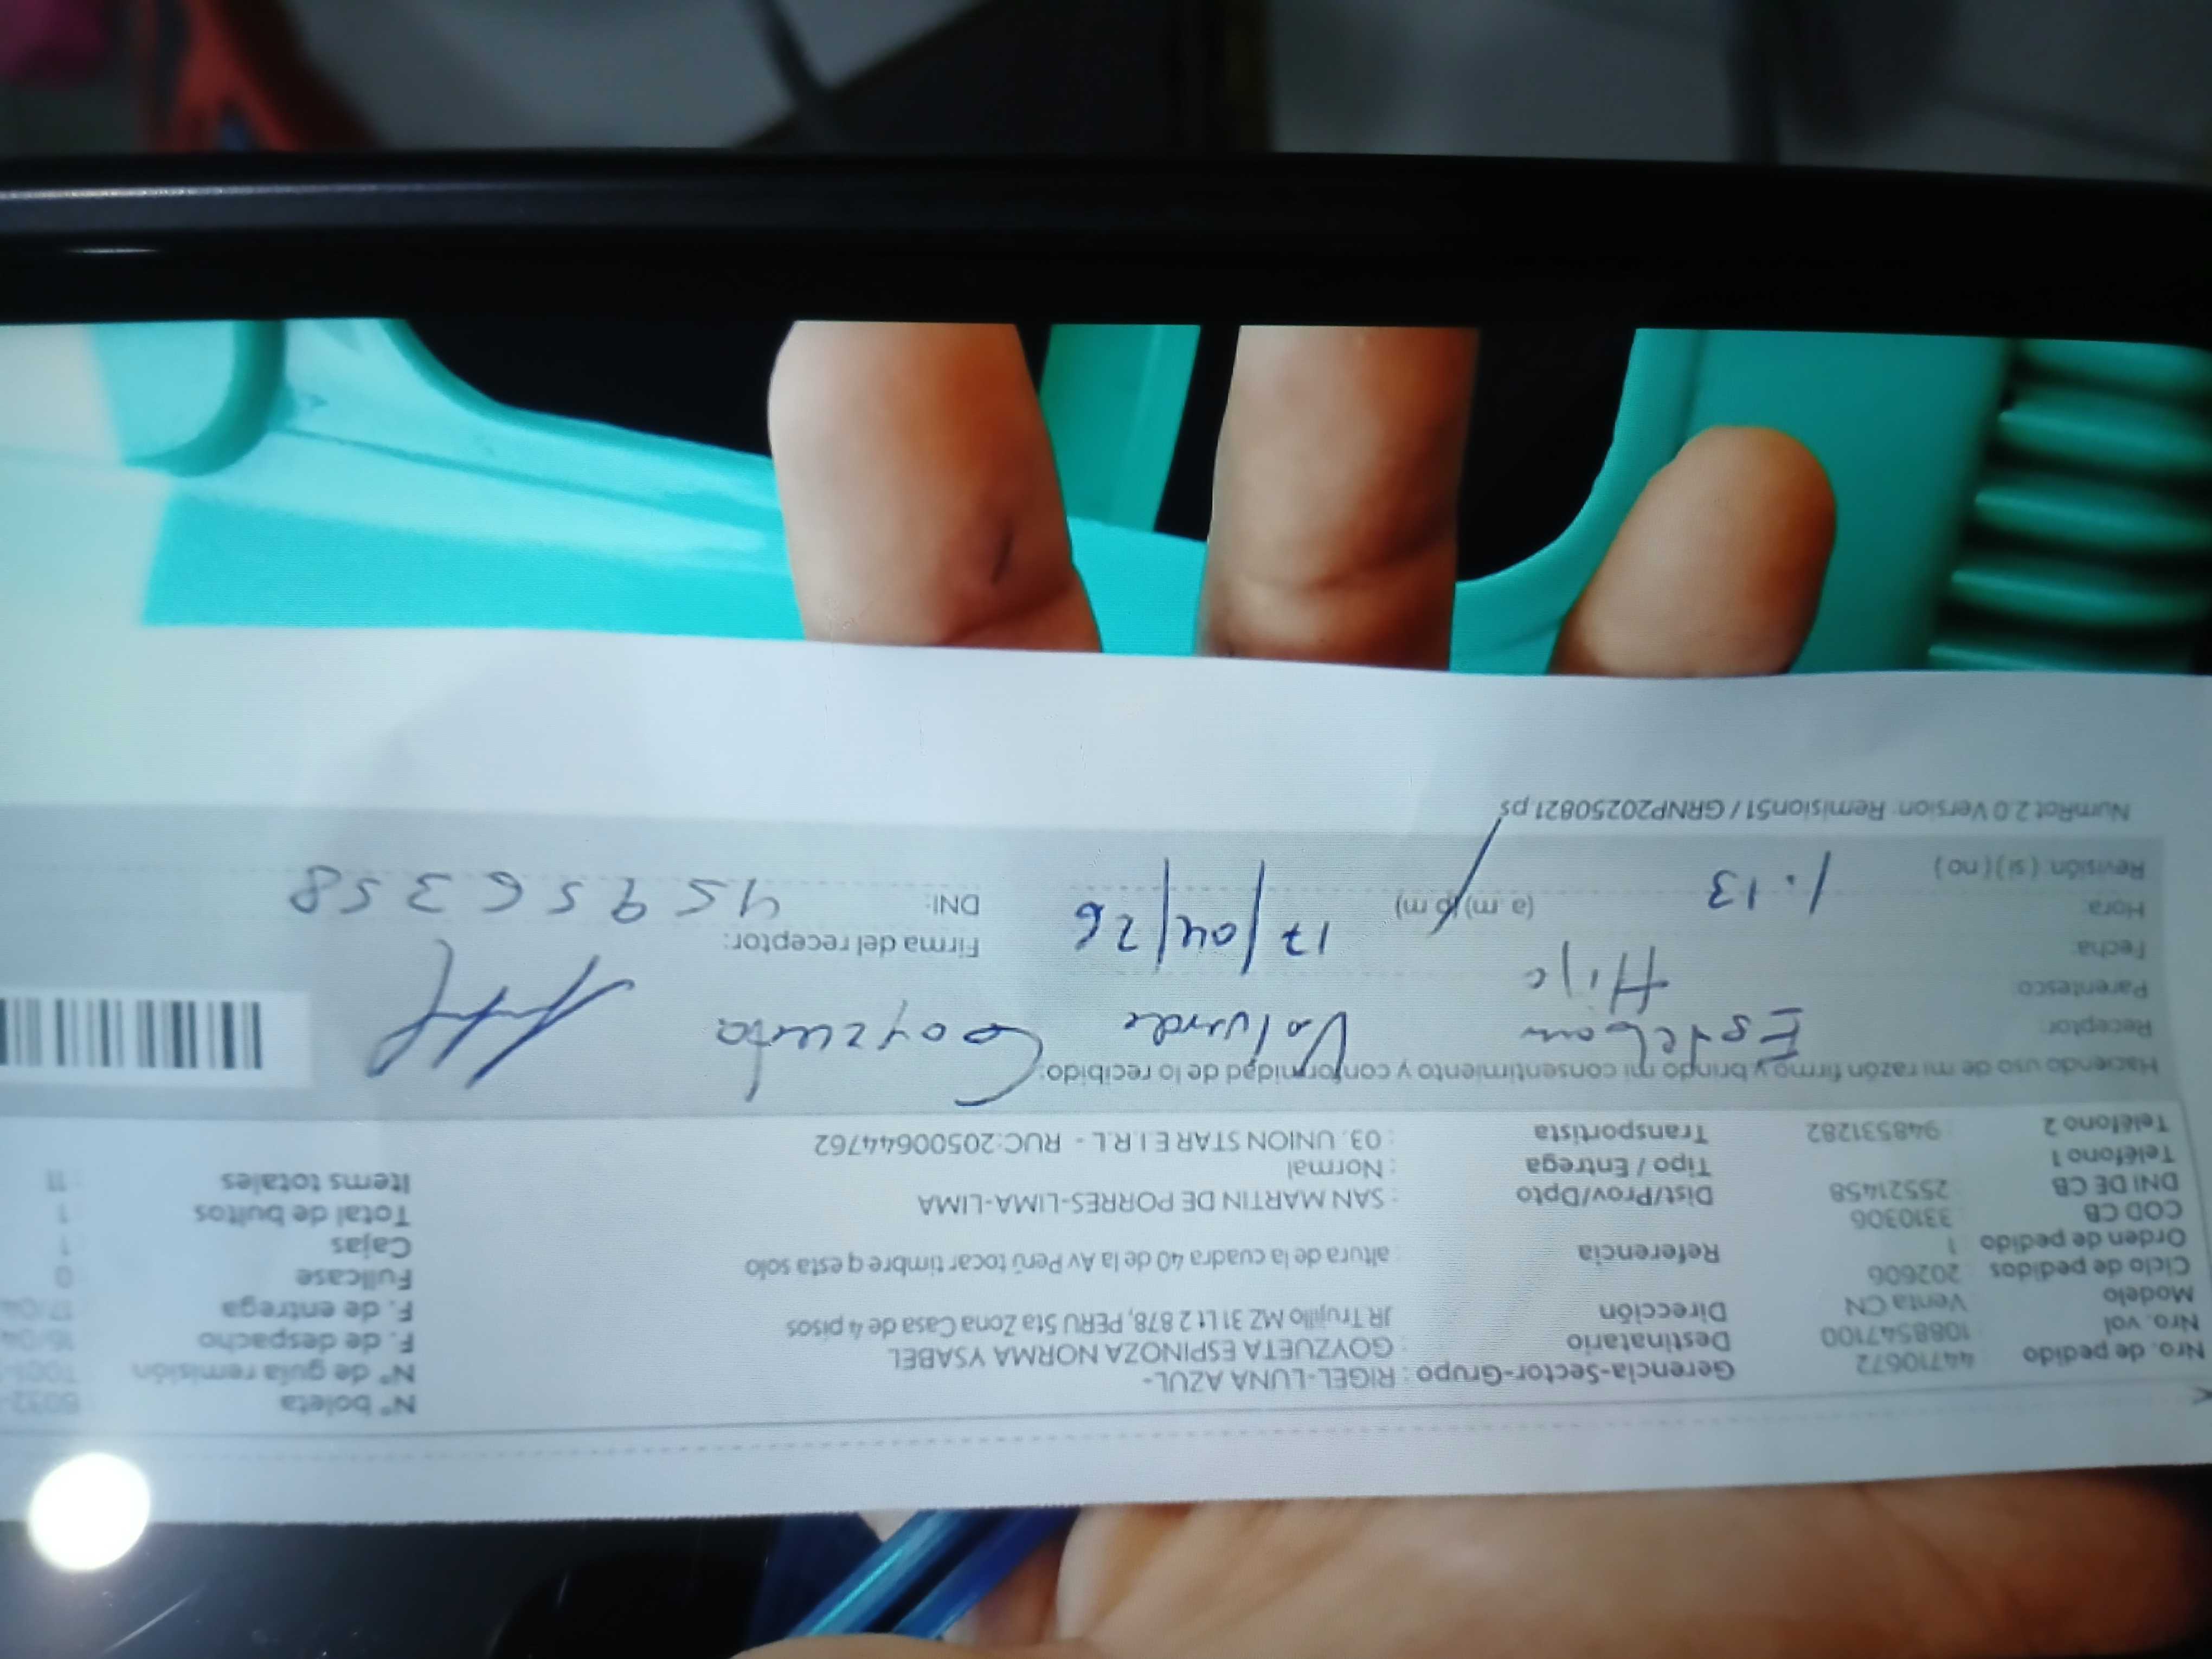 Nro. de pedido : 44710672 Gerencia-Sector-Grupo : RIGEL-LUNA AZUL- N° boleta
Nro. vol : 1088547100 Destinatario : GOYZUETA ESPINOZA NORMA YSABEL N° de guía remisión
Modelo : Venta CN Dirección JR Trujillo MZ 31 Lt 2 878, PERU 5ta Zona Casa de 4 pisos F. de despacho : 16/04
Ciclo de pedidos : 202606 F. de entrega : 17/04
Orden de pedido : 1 Referencia : altura de la cuadra 40 de la Av Perú tocar timbre q esta solo Fullcase : 0
COD CB : 3310306 Cajas : 1
DNI DE CB : 25521458 Dist/Prov/Dpto : SAN MARTIN DE PORRES-LIMA-LIMA Total de bultos : 1
Teléfono 1 Tipo / Entrega : Normal Items totales : 11
Teléfono 2 : 948531282 Transportista : 03. UNION STAR E.I.R.L - RUC:20500644762
Haciendo uso de mi razón firmo y brindo mi consentimiento y conformidad de lo recibido:
Receptor: Esteban Valverde Goyzueta
Parentesco: Hijo
Fecha: 17/04/26 Firma del receptor:
Hora: 1:13 (a. m) (p. m) DNI: 45956358
Revisión: ( si ) ( no )
NumRot 2.0 Version: Remision51 / GRNP20250821.ps